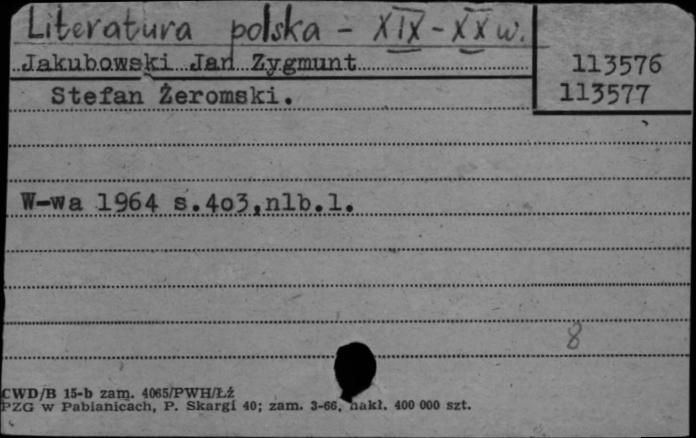 Literatura polska - XIX - XX w.
Jakubowski Jan Zygmunt
113576
Stefan Żeromski.
113577
W-wa 1964 s.4o3,nlb.1.
8
CWD/B 15-b zam. 4065/PWH/Łź
PZG w Pabianicach, P. Skargi 40; zam. 3-66, nakł. 400 000 szt.